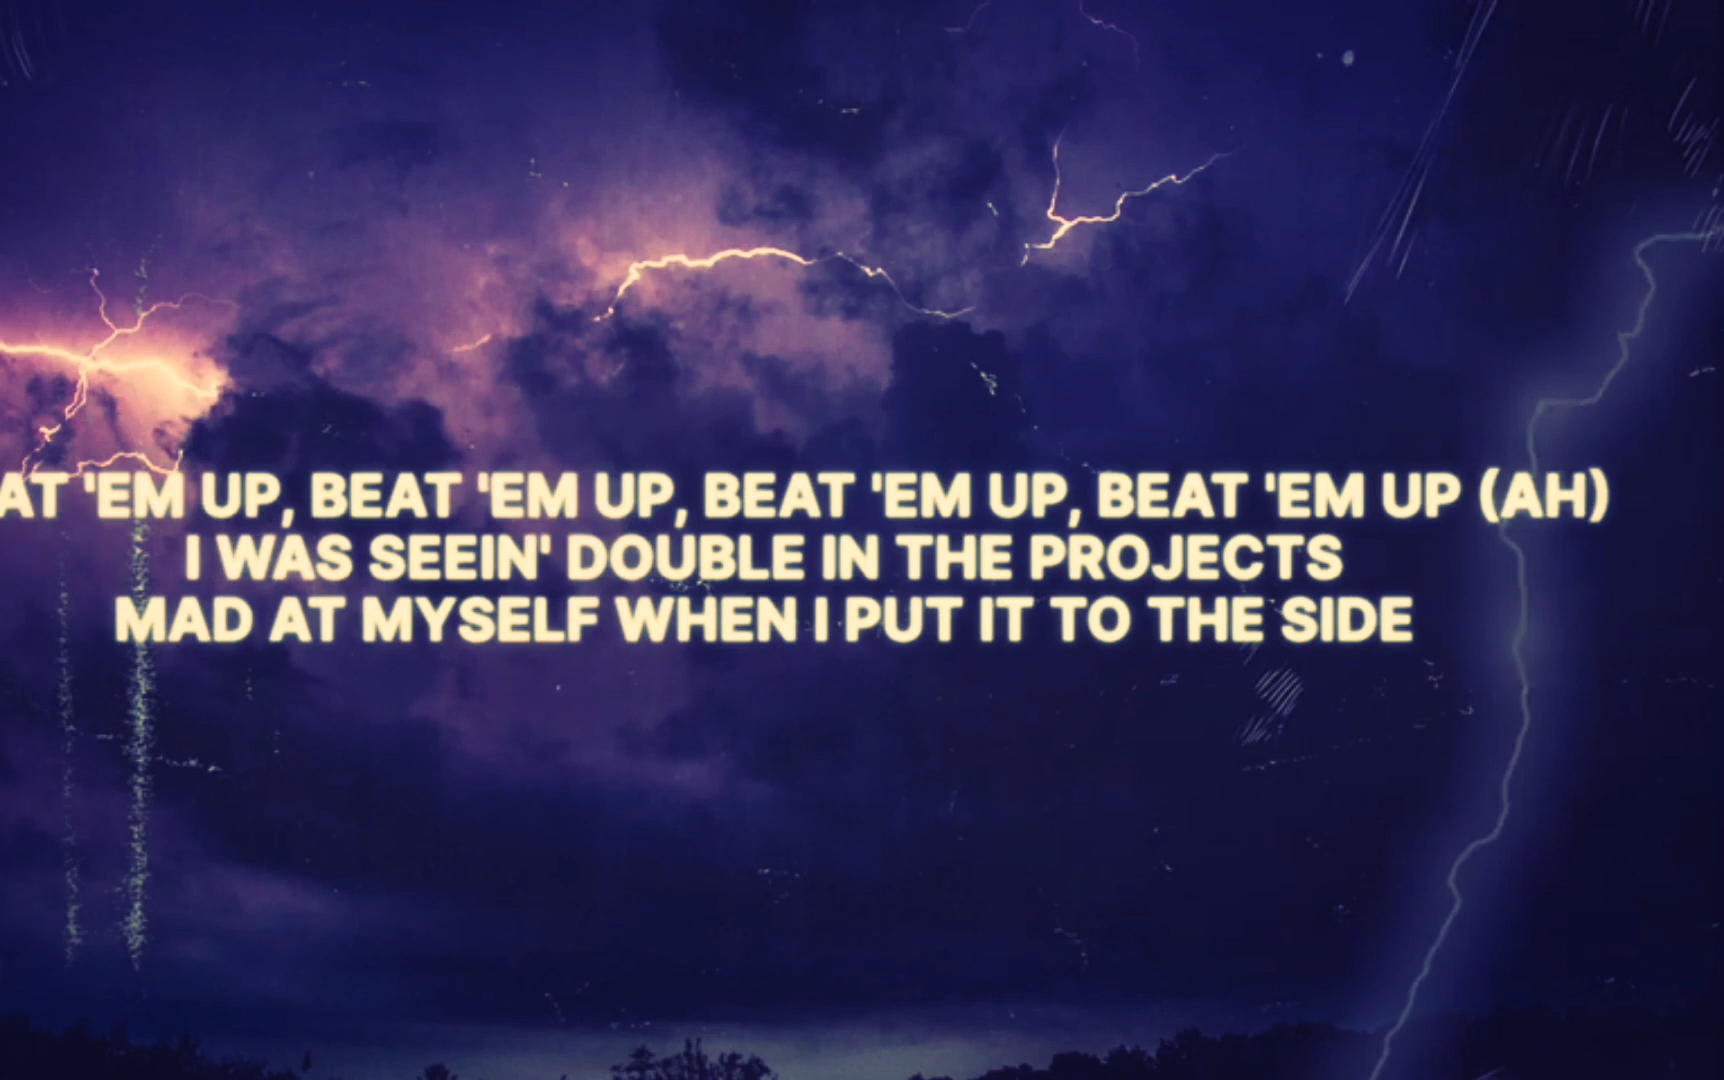 AT 'EM UP, BEAT 'EM UP, BEAT 'EM UP, BEAT 'EM UP (AH)
I WAS SEEIN' DOUBLE IN THE PROJECTS
MAD AT MYSELF WHEN I PUT IT TO THE SIDE